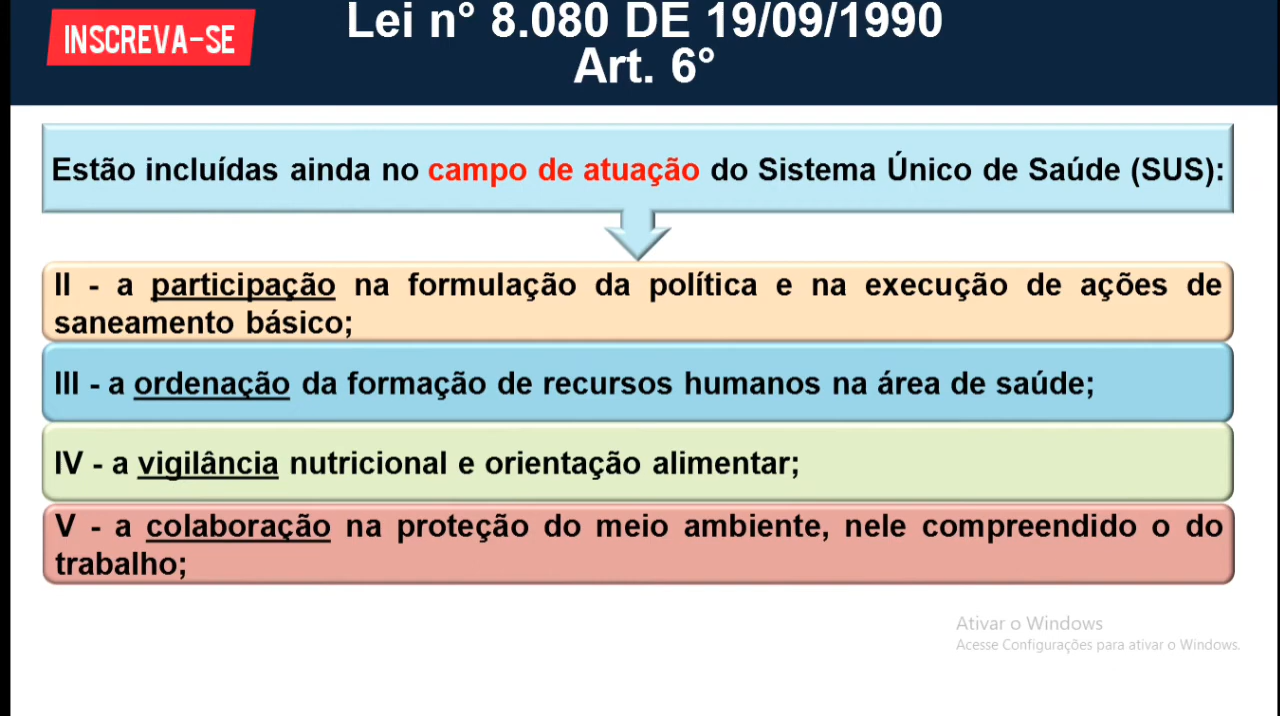 INSCREVA-SE
Lei n° 8.080 DE 19/09/1990
Art. 6°
Estão incluídas ainda no campo de atuação do Sistema Único de Saúde (SUS):
II - a participação na formulação da política e na execução de ações de
saneamento básico;
III - a ordenação da formação de recursos humanos na área de saúde;
IV - a vigilância nutricional e orientação alimentar;
V - a colaboração na proteção do meio ambiente, nele compreendido o do
trabalho;
Ativar o Windows
Acesse Configurações para ativar o Windows.